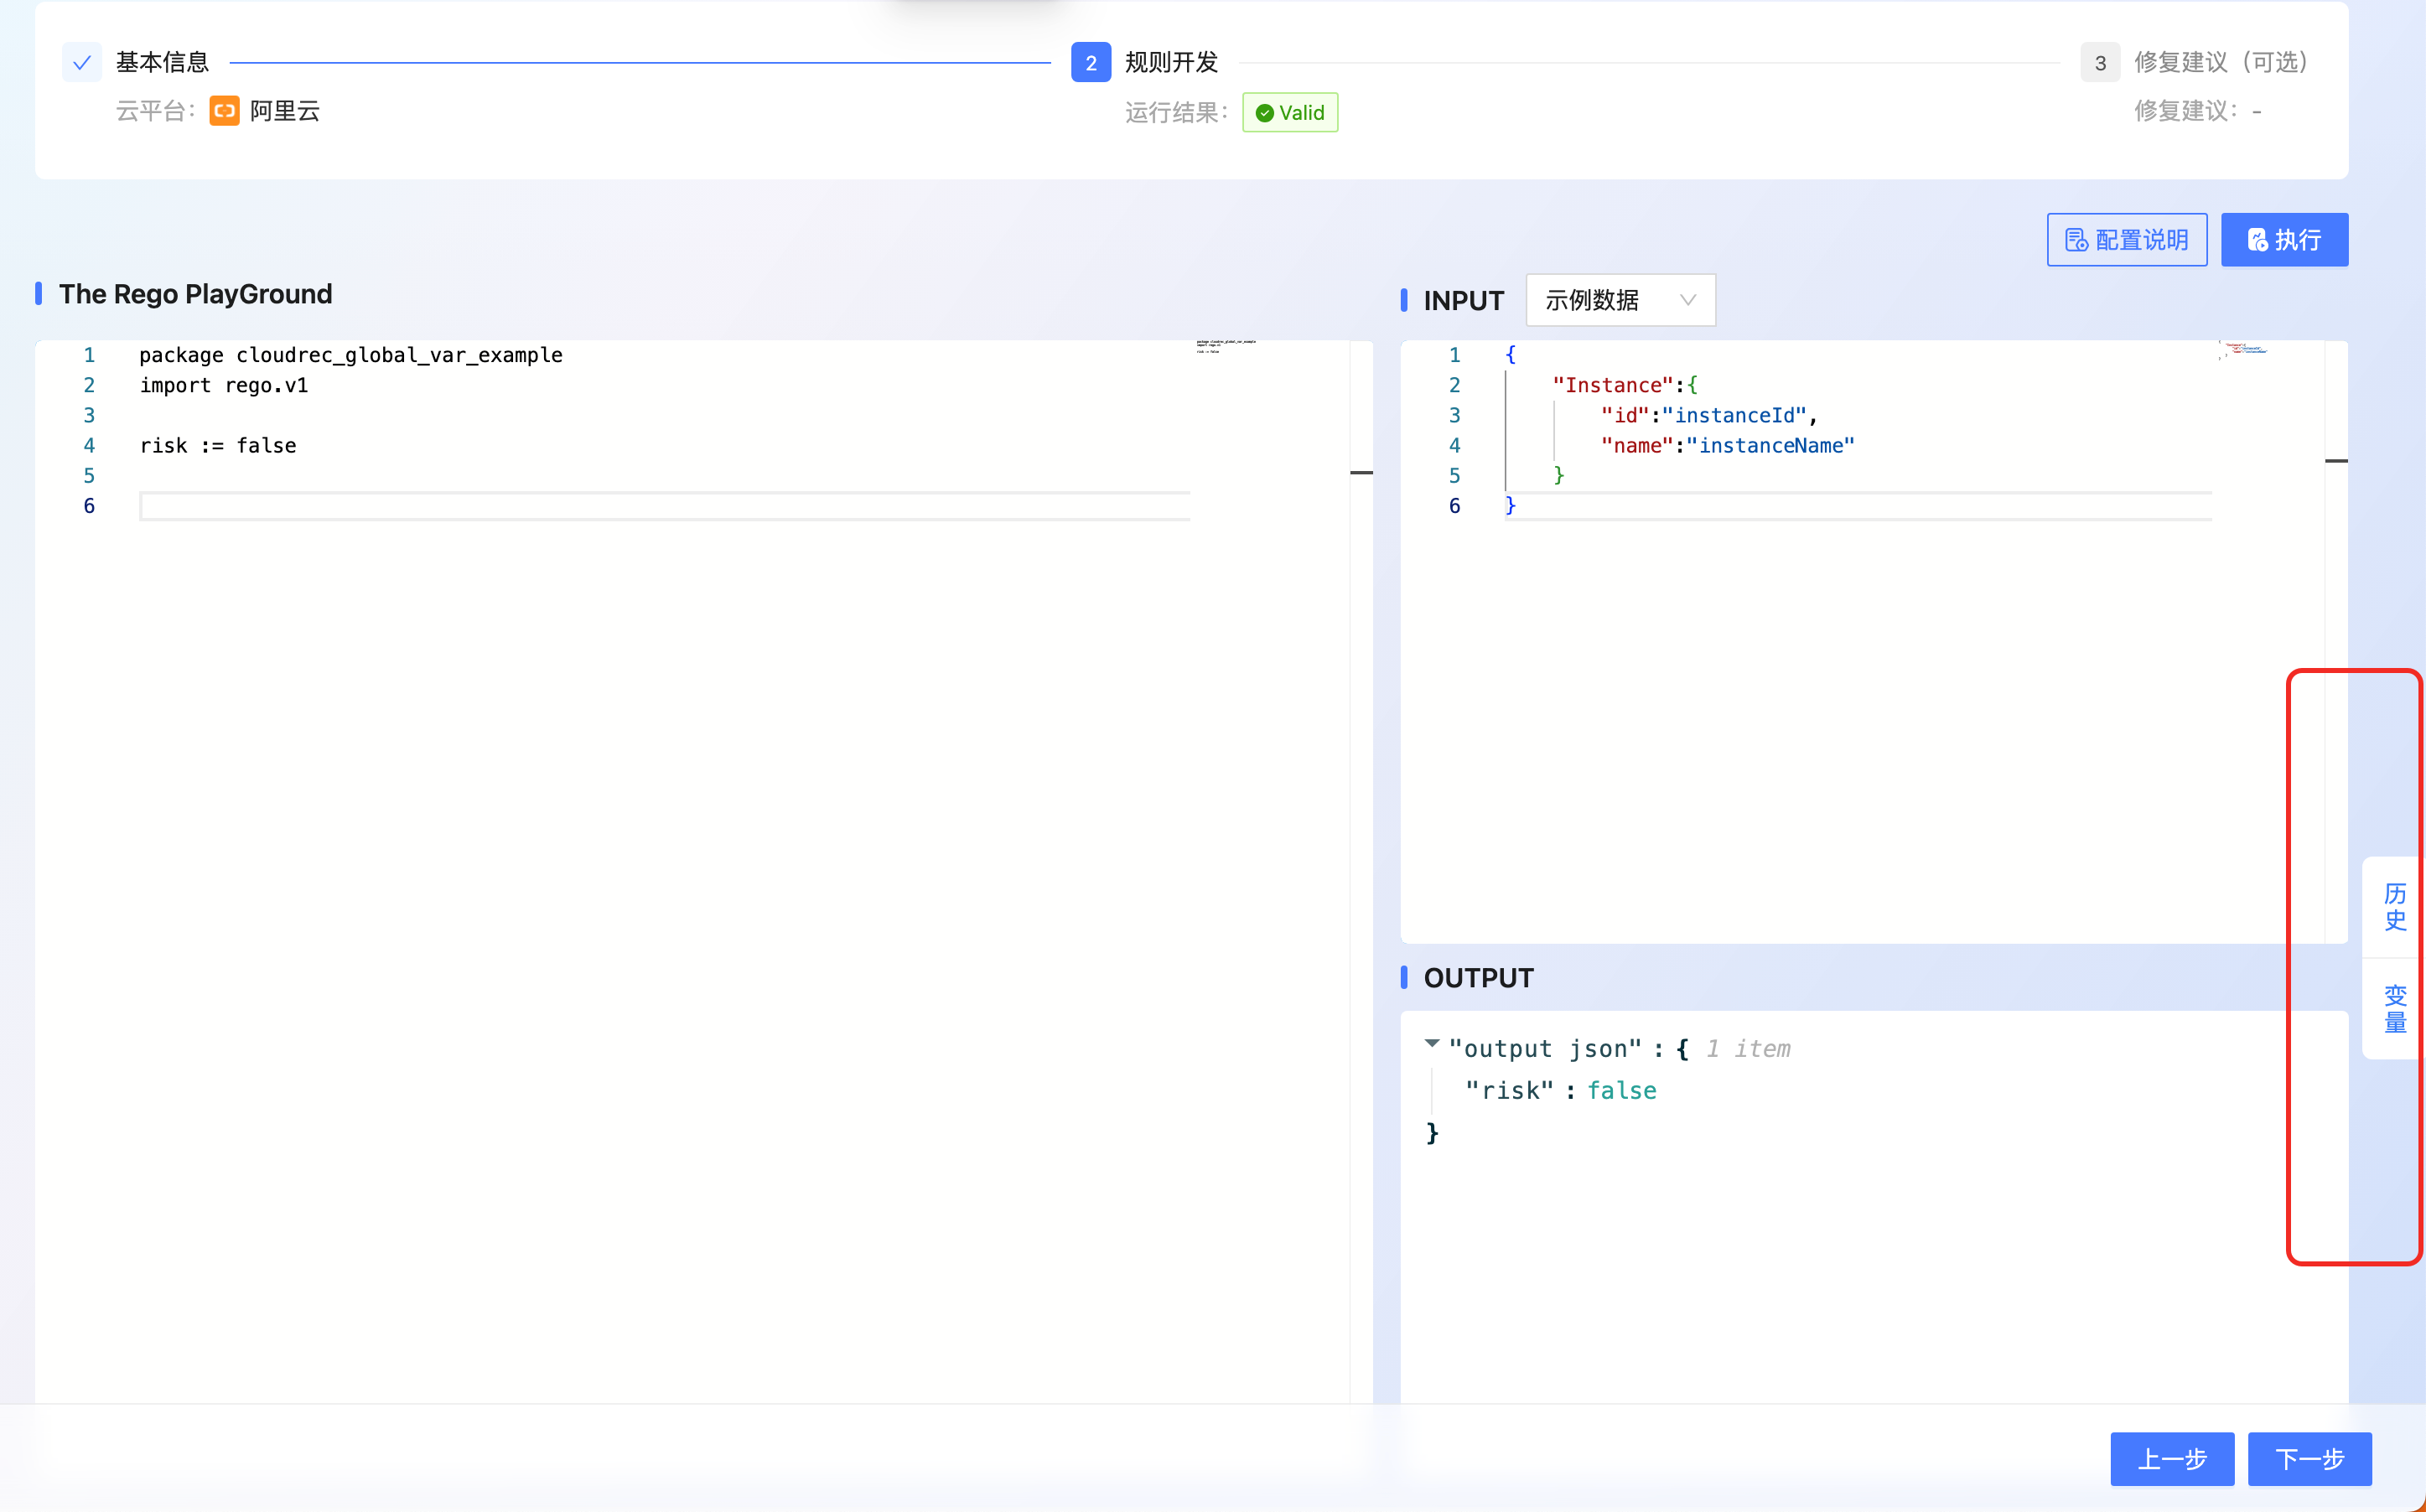 基本信息
云平台： 阿里云
2 规则开发
运行结果： Valid
3 修复建议（可选）
修复建议： -
配置说明
执行
The Rego PlayGround
1 package cloudrec_global_var_example
2 import rego.v1
3
4 risk := false
5
6
INPUT 示例数据
1 {
2 "Instance":{
3 "id":"instanceId",
4 "name":"instanceName"
5 }
6 }
OUTPUT
"output json" : { 1 item
"risk" : false
}
历史
变量
上一步
下一步